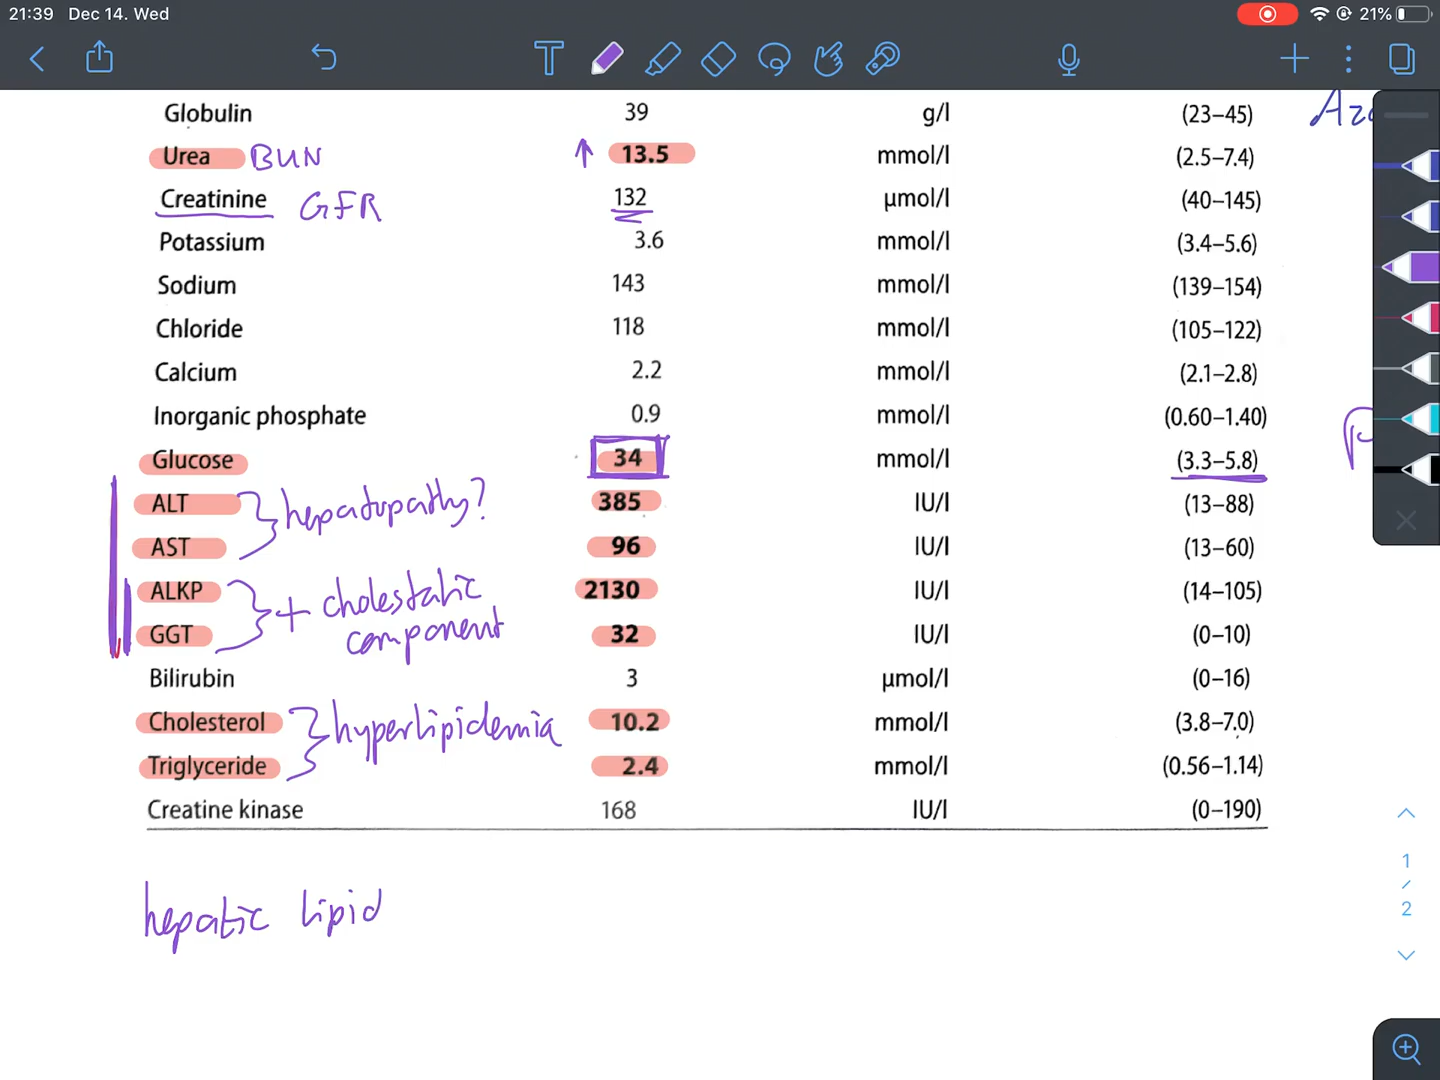 21:39 Dec 14. Wed 21%
Globulin 39 g/l (23–45)
Urea BUN ↑ 13.5 mmol/l (2.5–7.4)
Creatinine GFR 132 µmol/l (40–145)
Potassium 3.6 mmol/l (3.4–5.6)
Sodium 143 mmol/l (139–154)
Chloride 118 mmol/l (105–122)
Calcium 2.2 mmol/l (2.1–2.8)
Inorganic phosphate 0.9 mmol/l (0.60–1.40)
Glucose 34 mmol/l (3.3–5.8)
ALT 385 IU/l (13–88)
hepatopathy?
AST 96 IU/l (13–60)
ALKP 2130 IU/l (14–105)
+ cholestatic
component
GGT 32 IU/l (0–10)
Bilirubin 3 µmol/l (0–16)
Cholesterol 10.2 mmol/l (3.8–7.0)
hyperlipidemia
Triglyceride 2.4 mmol/l (0.56–1.14)
Creatine kinase 168 IU/l (0–190)
1
/
2
hepatic lipid